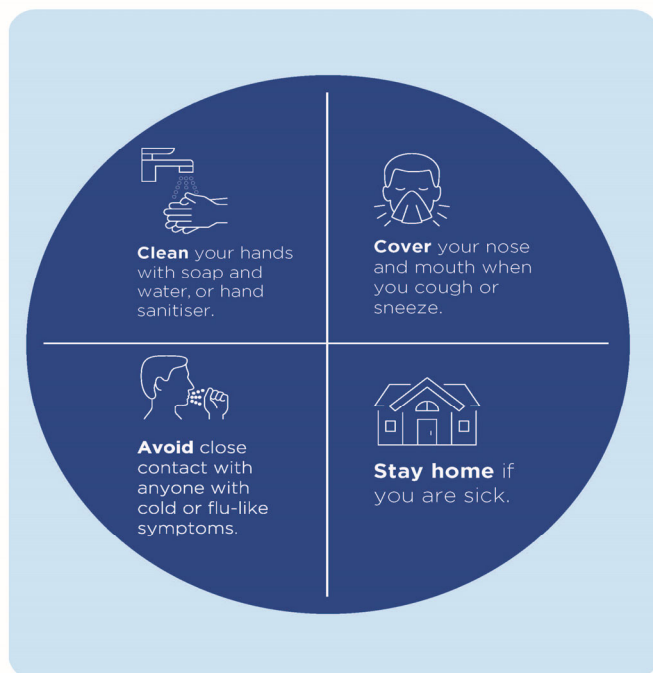 Clean your hands
with soap and
water, or hand
sanitiser.
Cover your nose
and mouth when
you cough or
sneeze.
Avoid close
contact with
anyone with
cold or flu-like
symptoms.
Stay home if
you are sick.